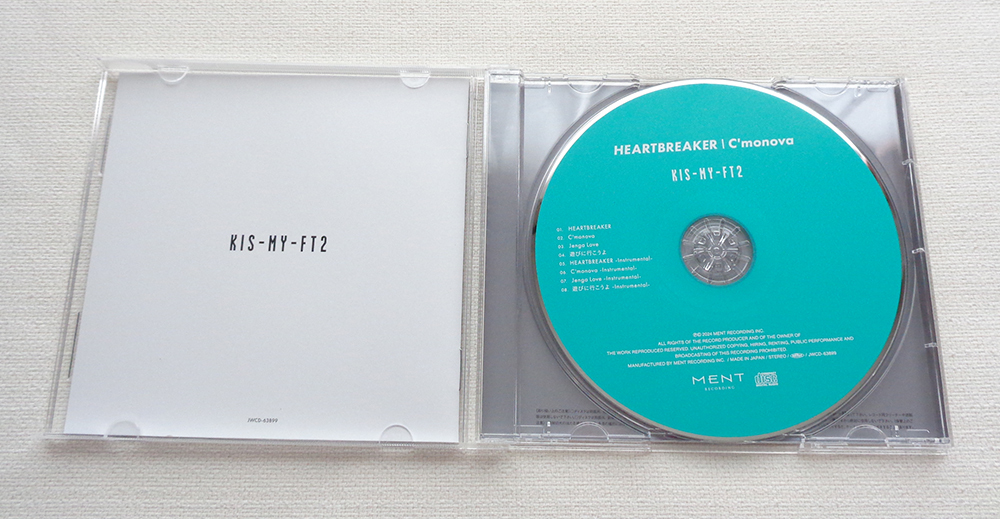 KIS-MY-FT2
JWCD-63899
HEARTBREAKER | C'monova
KIS-MY-FT2
01. HEARTBREAKER
02. C'monova
03. Jenga Love
04. 遊びに行こうよ
05. HEARTBREAKER -Instrumental-
06. C'monova -Instrumental-
07. Jenga Love -Instrumental-
08. 遊びに行こうよ -Instrumental-
℗© 2024 MENT RECORDING INC.
ALL RIGHTS OF THE RECORD PRODUCER AND OF THE OWNER OF
THE WORK REPRODUCED RESERVED. UNAUTHORIZED COPYING, HIRING, RENTING, PUBLIC PERFORMANCE AND
BROADCASTING OF THIS RECORDING PROHIBITED.
MANUFACTURED BY MENT RECORDING INC. / MADE IN JAPAN / STEREO / JWCD-63899
MENT
RECORDING